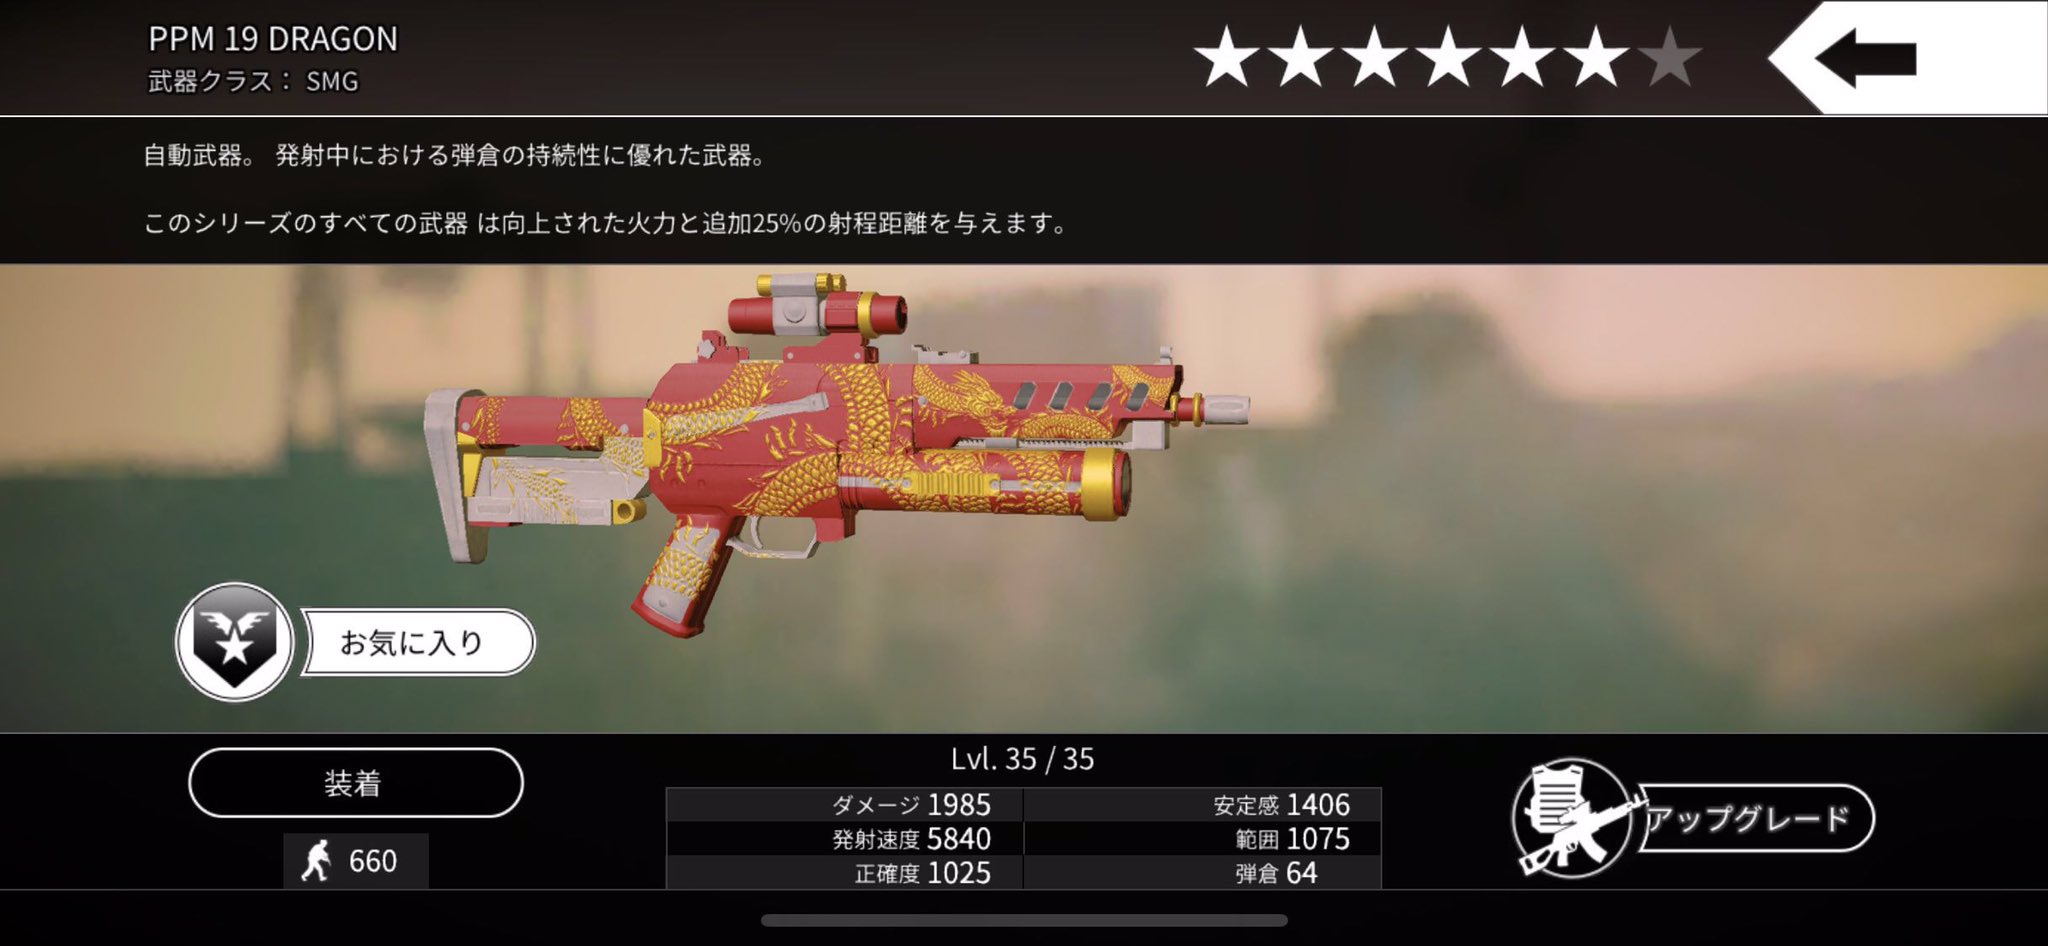 PPM 19 DRAGON
武器クラス： SMG
自動武器。 発射中における弾倉の持続性に優れた武器。
このシリーズのすべての武器 は向上された火力と追加25%の射程距離を与えます。
お気に入り
装着
660
Lvl. 35 / 35
ダメージ 1985
安定感 1406
発射速度 5840
範囲 1075
正確度 1025
弾倉 64
アップグレード